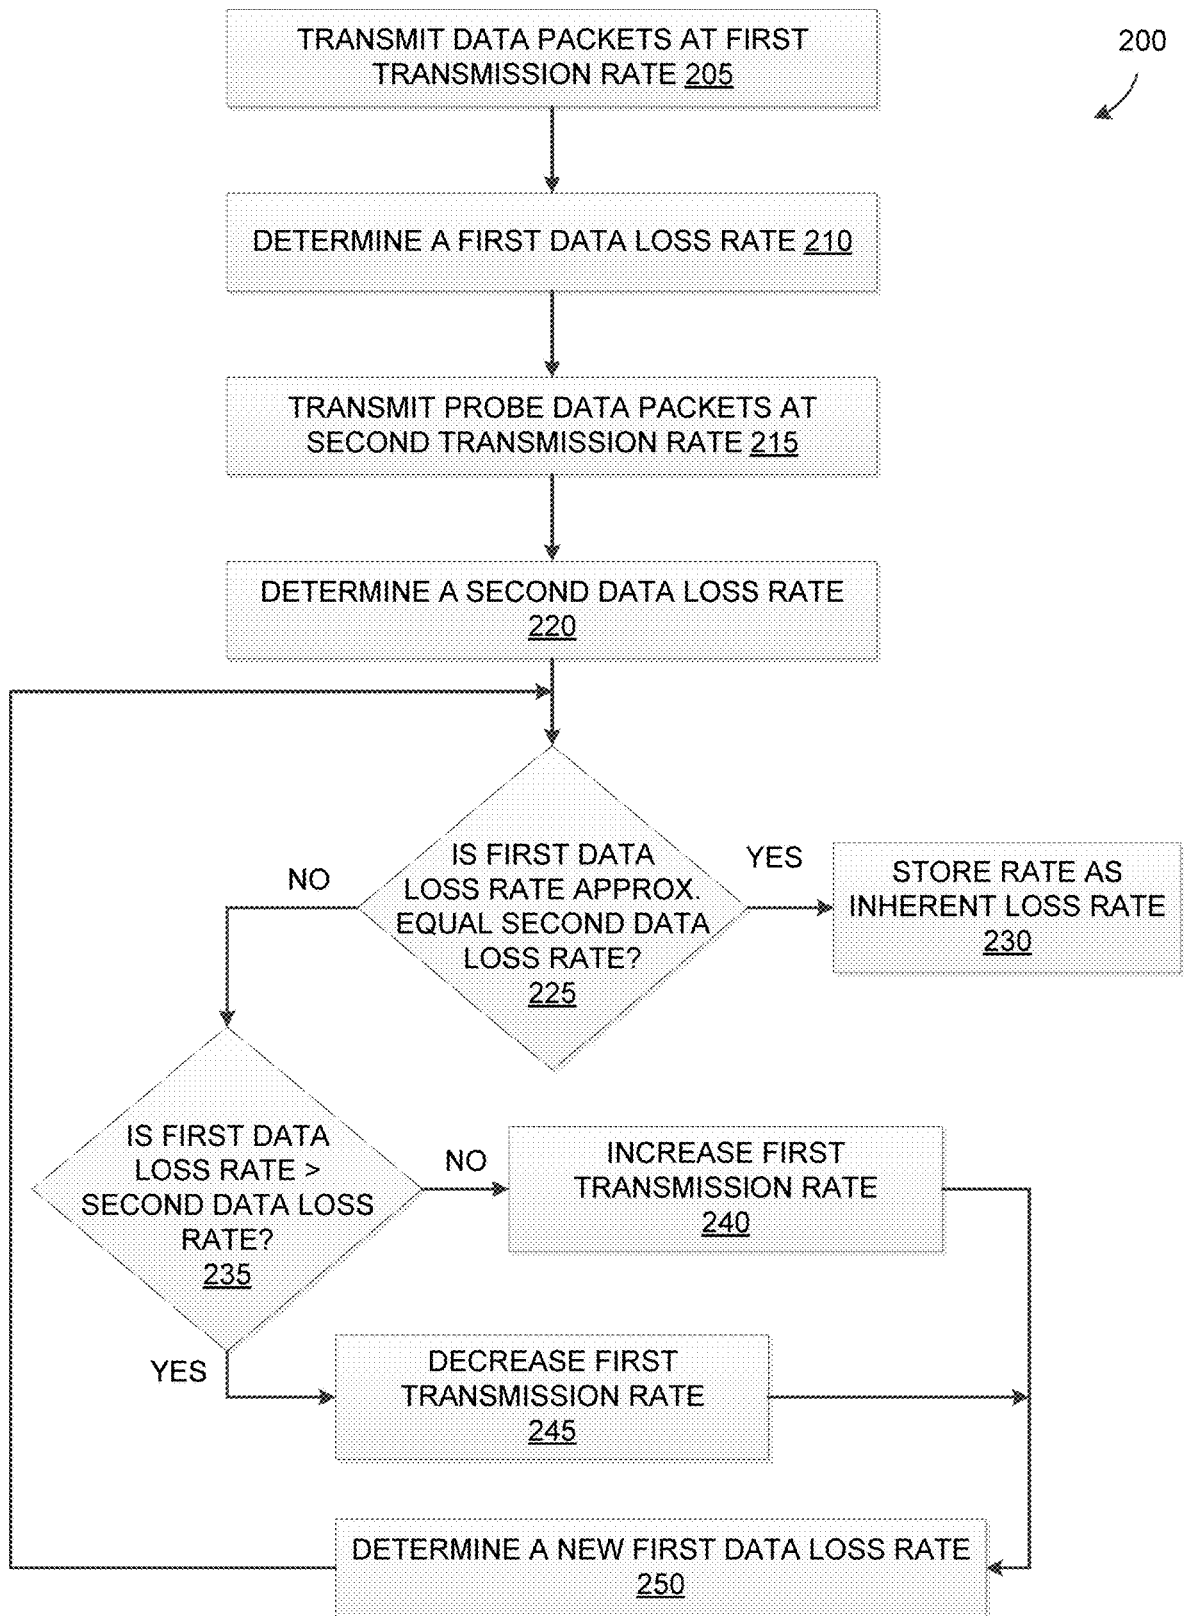 TRANSMIT DATA PACKETS AT FIRST
TRANSMISSION RATE 205
200
DETERMINE A FIRST DATA LOSS RATE 210
TRANSMIT PROBE DATA PACKETS AT
SECOND TRANSMISSION RATE 215
DETERMINE A SECOND DATA LOSS RATE
220
IS FIRST DATA
LOSS RATE APPROX.
EQUAL SECOND DATA
LOSS RATE?
225
YES
STORE RATE AS
INHERENT LOSS RATE
230
NO
IS FIRST DATA
LOSS RATE >
SECOND DATA LOSS
RATE?
235
NO
INCREASE FIRST
TRANSMISSION RATE
240
YES
DECREASE FIRST
TRANSMISSION RATE
245
DETERMINE A NEW FIRST DATA LOSS RATE
250